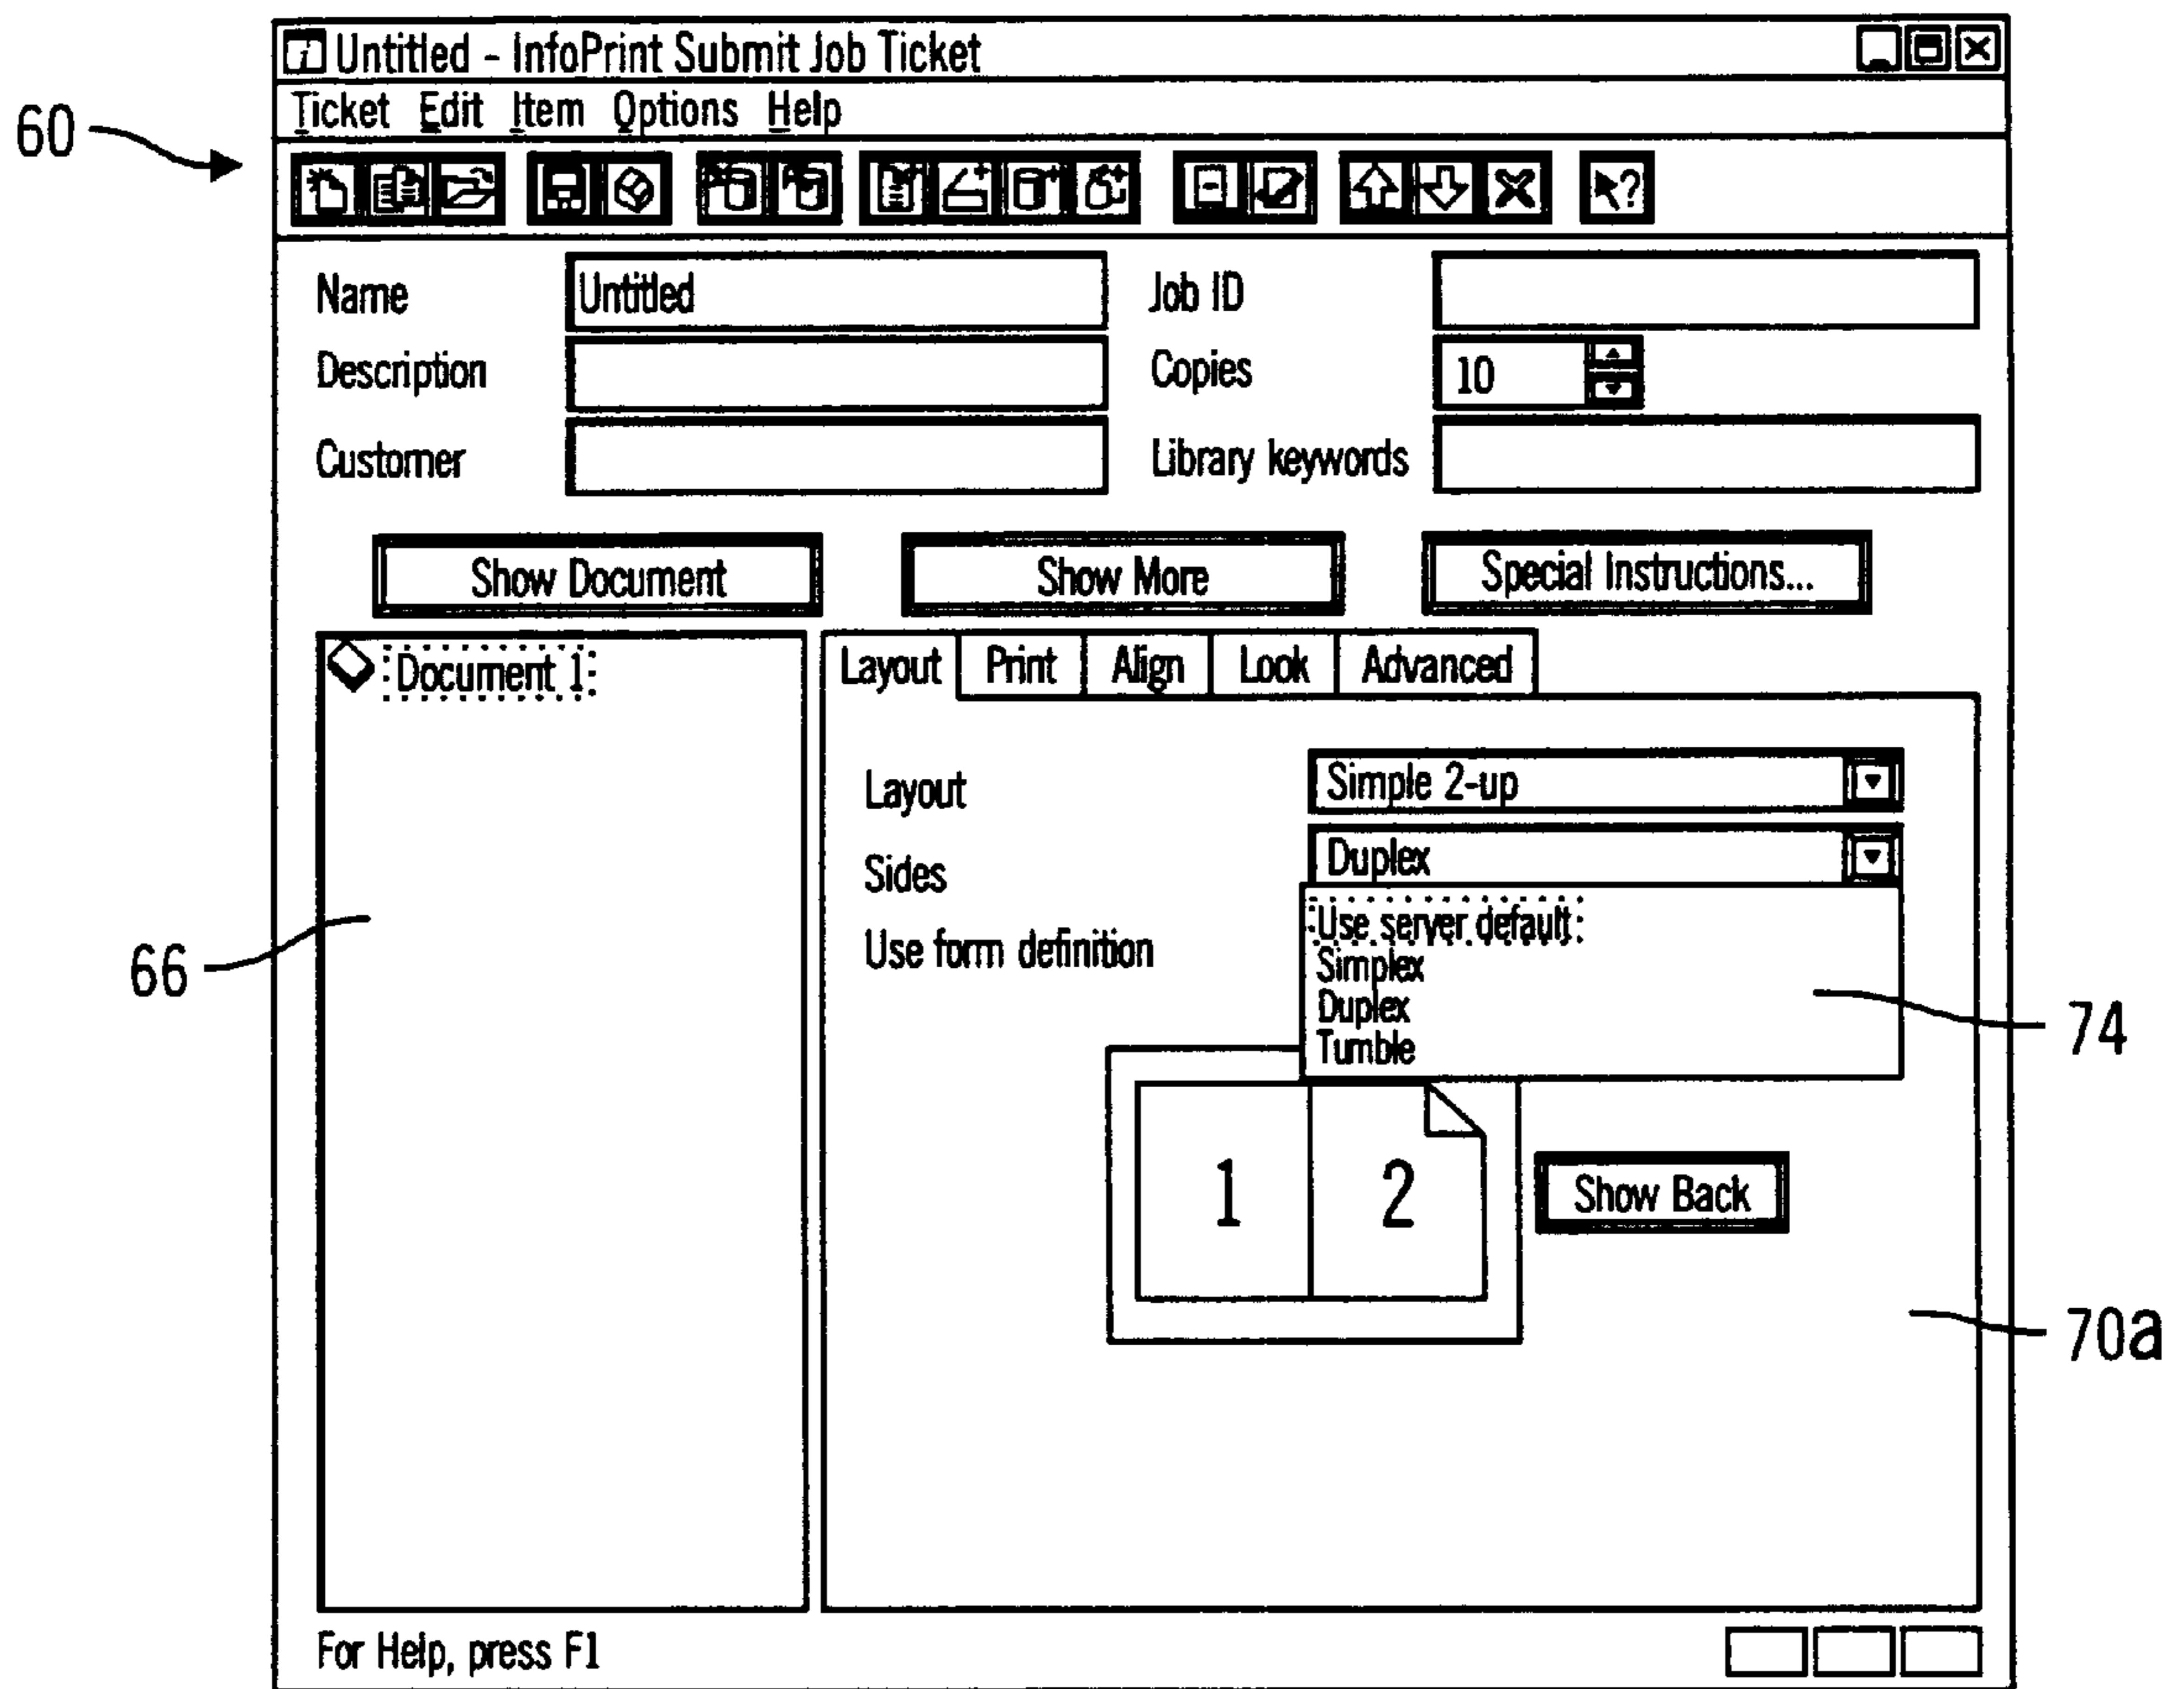 Untitled - InfoPrint Submit Job Ticket
Ticket Edit Item Options Help
60
Name Untitled Job ID
Description Copies 10
Customer Library keywords
Show Document Show More Special Instructions...
Document 1 Layout Print Align Look Advanced
Layout Simple 2-up
Sides Duplex
Use server default
Use form definition
Simplex
Duplex
Tumble
66
74
1 2 Show Back
70a
For Help, press F1